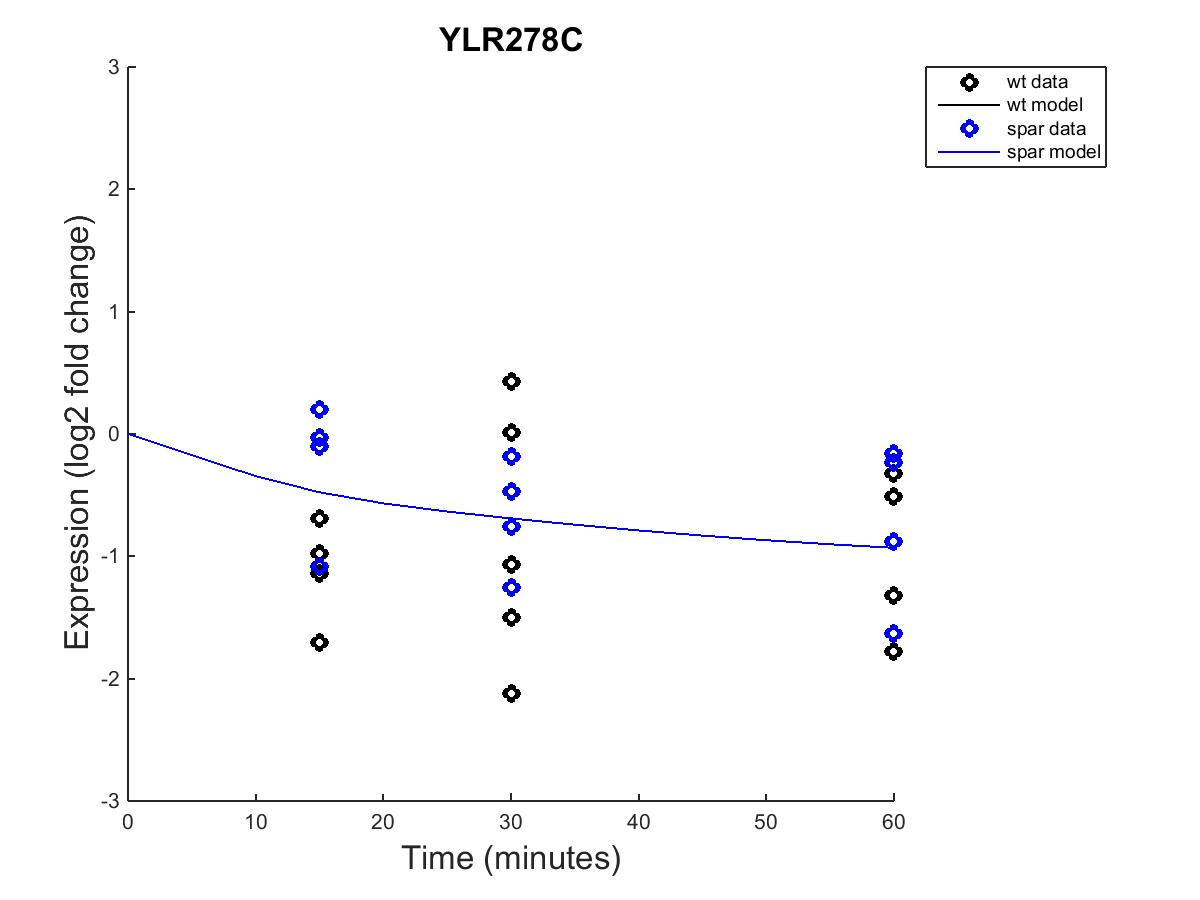 YLR278C
3
2
1
0
-1
-2
-3
Expression (log2 fold change)
0 10 20 30 40 50 60
Time (minutes)
wt data
wt model
spar data
spar model